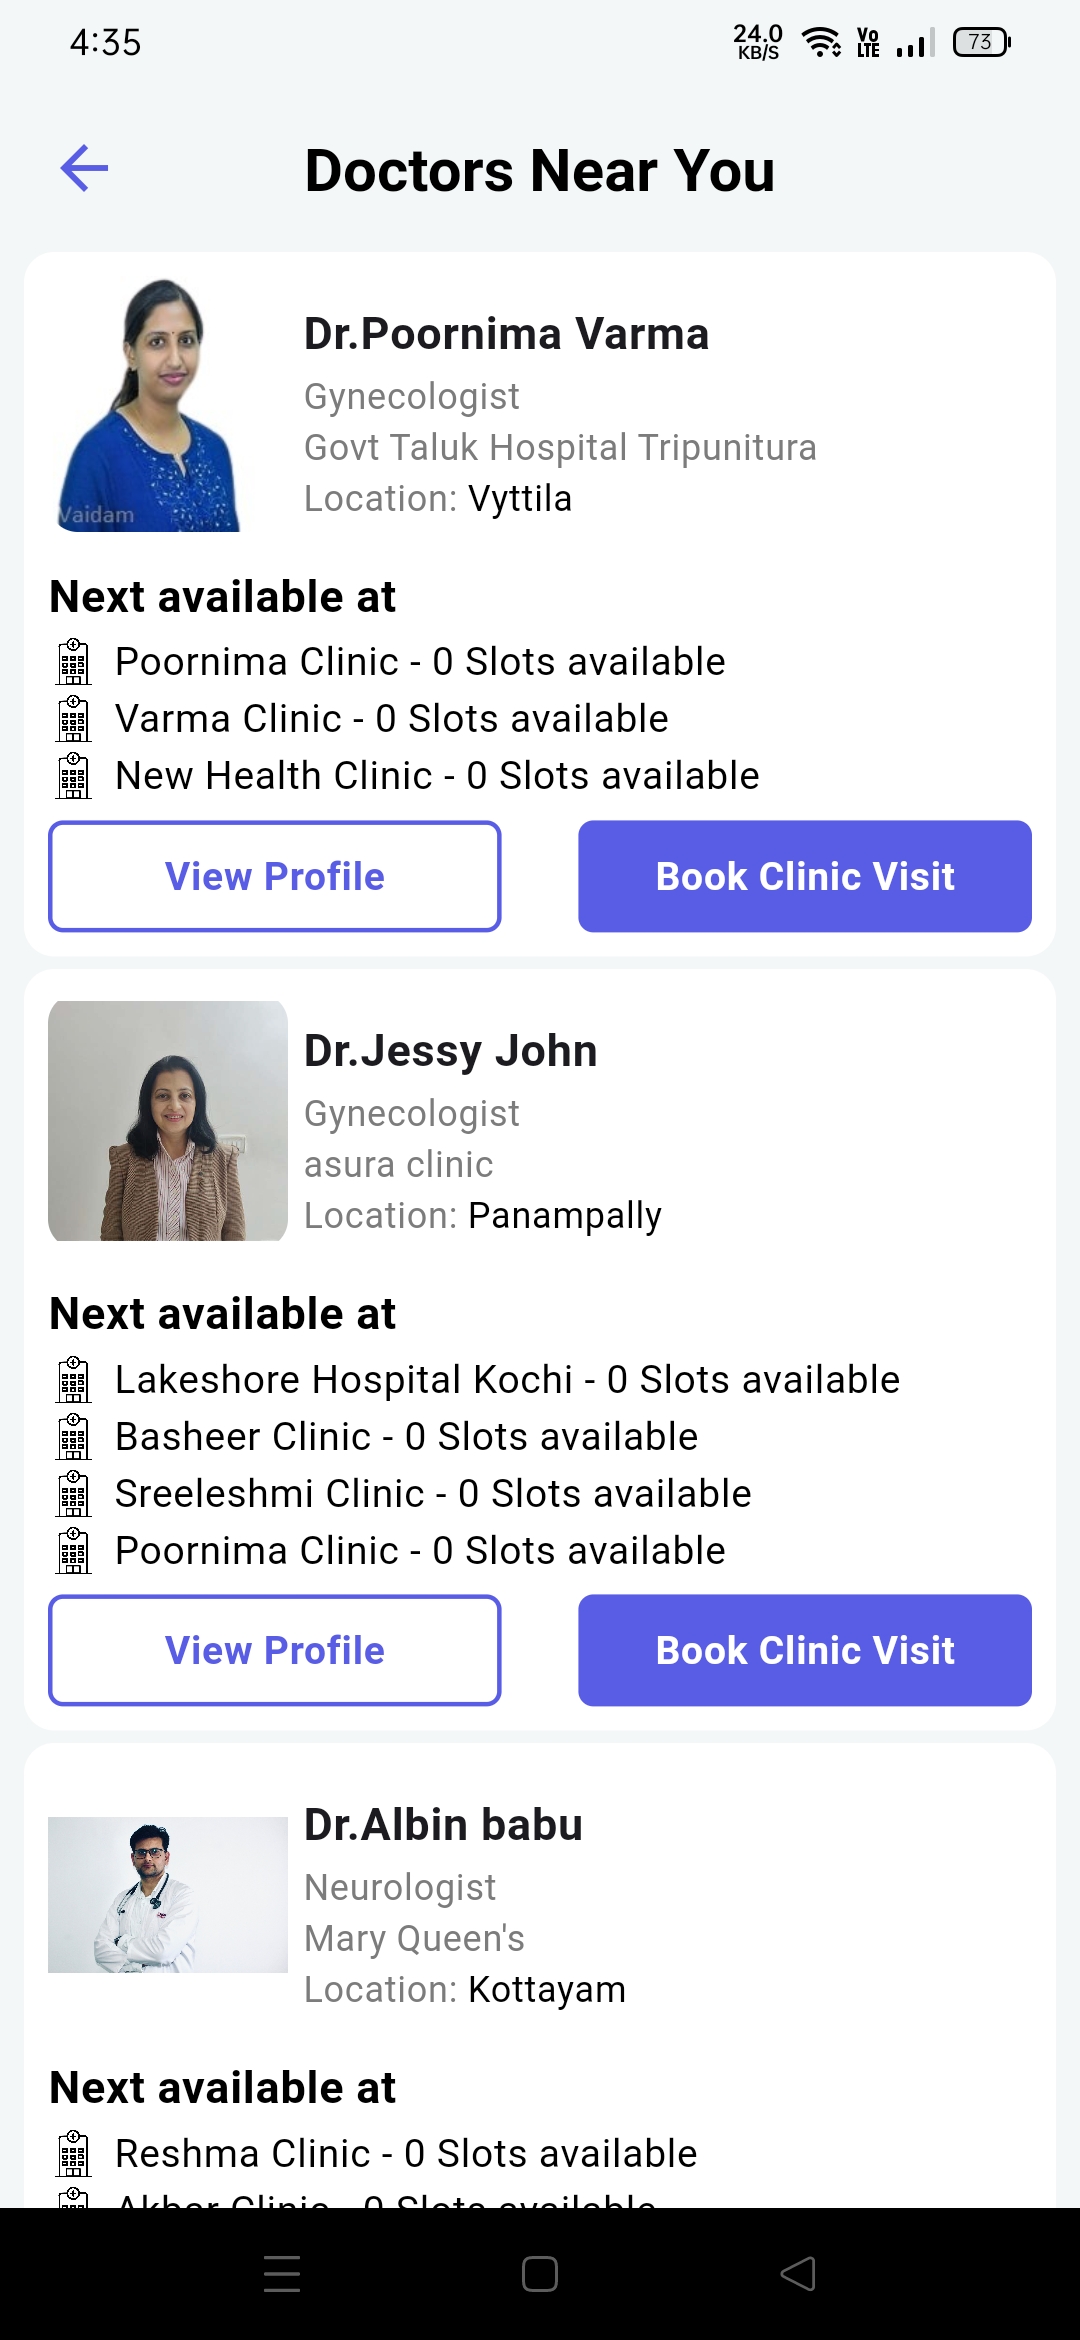 4:35
24.0
KB/S
Vo
LTE
73
Doctors Near You
Vaidam
Dr.Poornima Varma
Gynecologist
Govt Taluk Hospital Tripunitura
Location: Vyttila
Next available at
Poornima Clinic - 0 Slots available
Varma Clinic - 0 Slots available
New Health Clinic - 0 Slots available
View Profile
Book Clinic Visit
Dr.Jessy John
Gynecologist
asura clinic
Location: Panampally
Next available at
Lakeshore Hospital Kochi - 0 Slots available
Basheer Clinic - 0 Slots available
Sreeleshmi Clinic - 0 Slots available
Poornima Clinic - 0 Slots available
View Profile
Book Clinic Visit
Dr.Albin babu
Neurologist
Mary Queen's
Location: Kottayam
Next available at
Reshma Clinic - 0 Slots available
Akbar Clinic - 0 Slots available